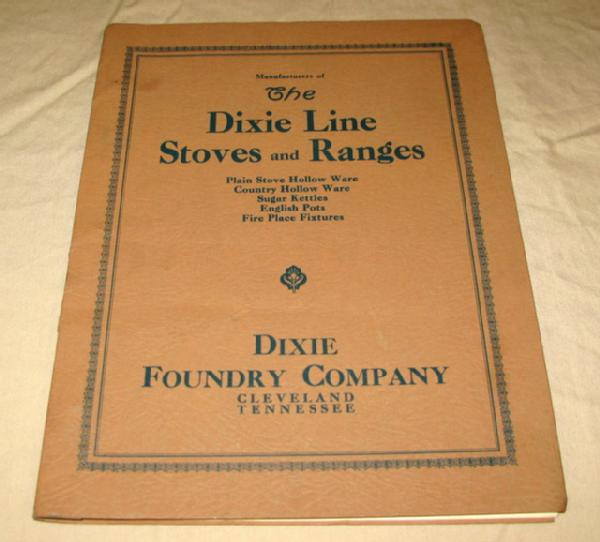 Manufacturers of
The
Dixie Line
Stoves and Ranges
Plain Stove Hollow Ware
Country Hollow Ware
Sugar Kettles
English Pots
Fire Place Fixtures
DIXIE
FOUNDRY COMPANY
CLEVELAND
TENNESSEE